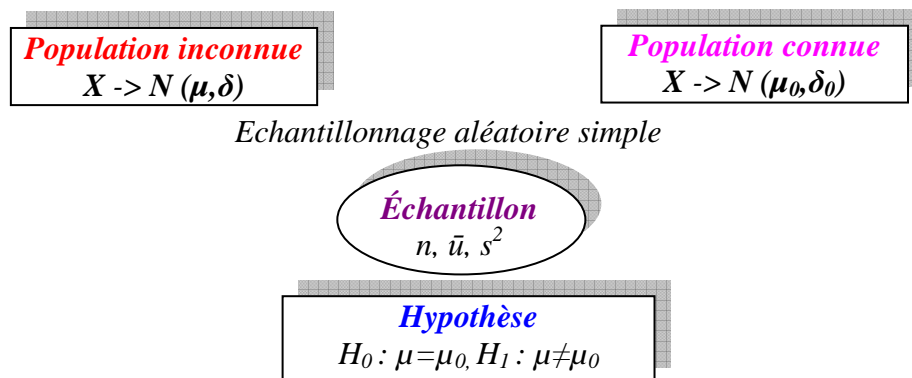 Population inconnue
X -> N (μ,δ)
Population connue
X -> N (μ₀,δ₀)
Echantillonnage aléatoire simple
Échantillon
n, ū, s²
Hypothèse
H₀ : μ=μ₀, H₁ : μ≠μ₀